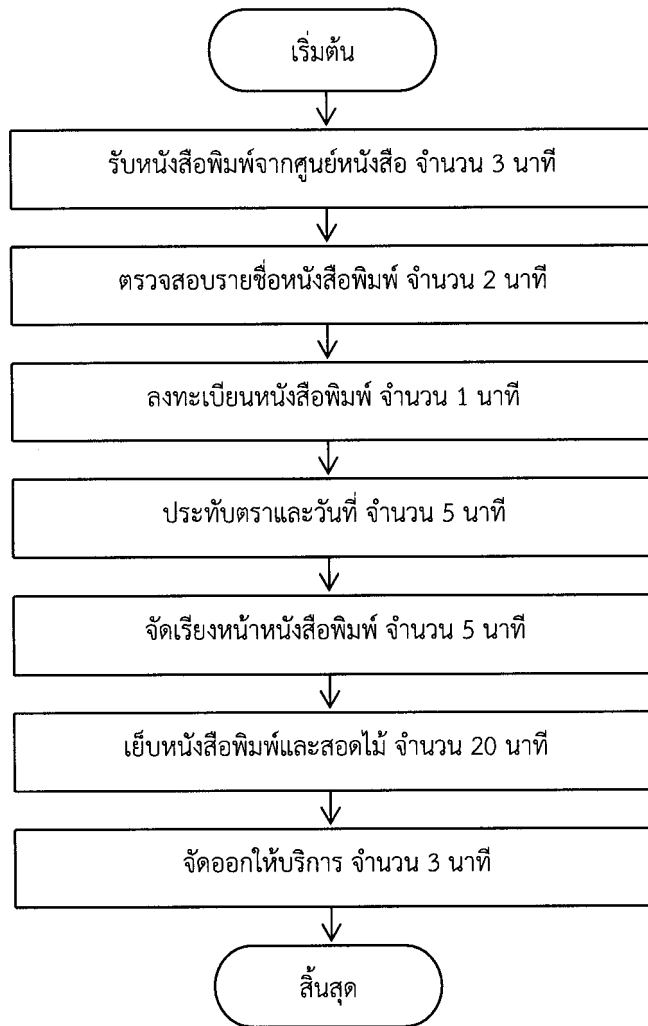 เริ่มต้น
รับหนังสือพิมพ์จากศูนย์หนังสือ จำนวน 3 นาที
ตรวจสอบรายชื่อหนังสือพิมพ์ จำนวน 2 นาที
ลงทะเบียนหนังสือพิมพ์ จำนวน 1 นาที
ประทับตราและวันที่ จำนวน 5 นาที
จัดเรียงหน้าหนังสือพิมพ์ จำนวน 5 นาที
เย็บหนังสือพิมพ์และสอดไม้ จำนวน 20 นาที
จัดออกให้บริการ จำนวน 3 นาที
สิ้นสุด